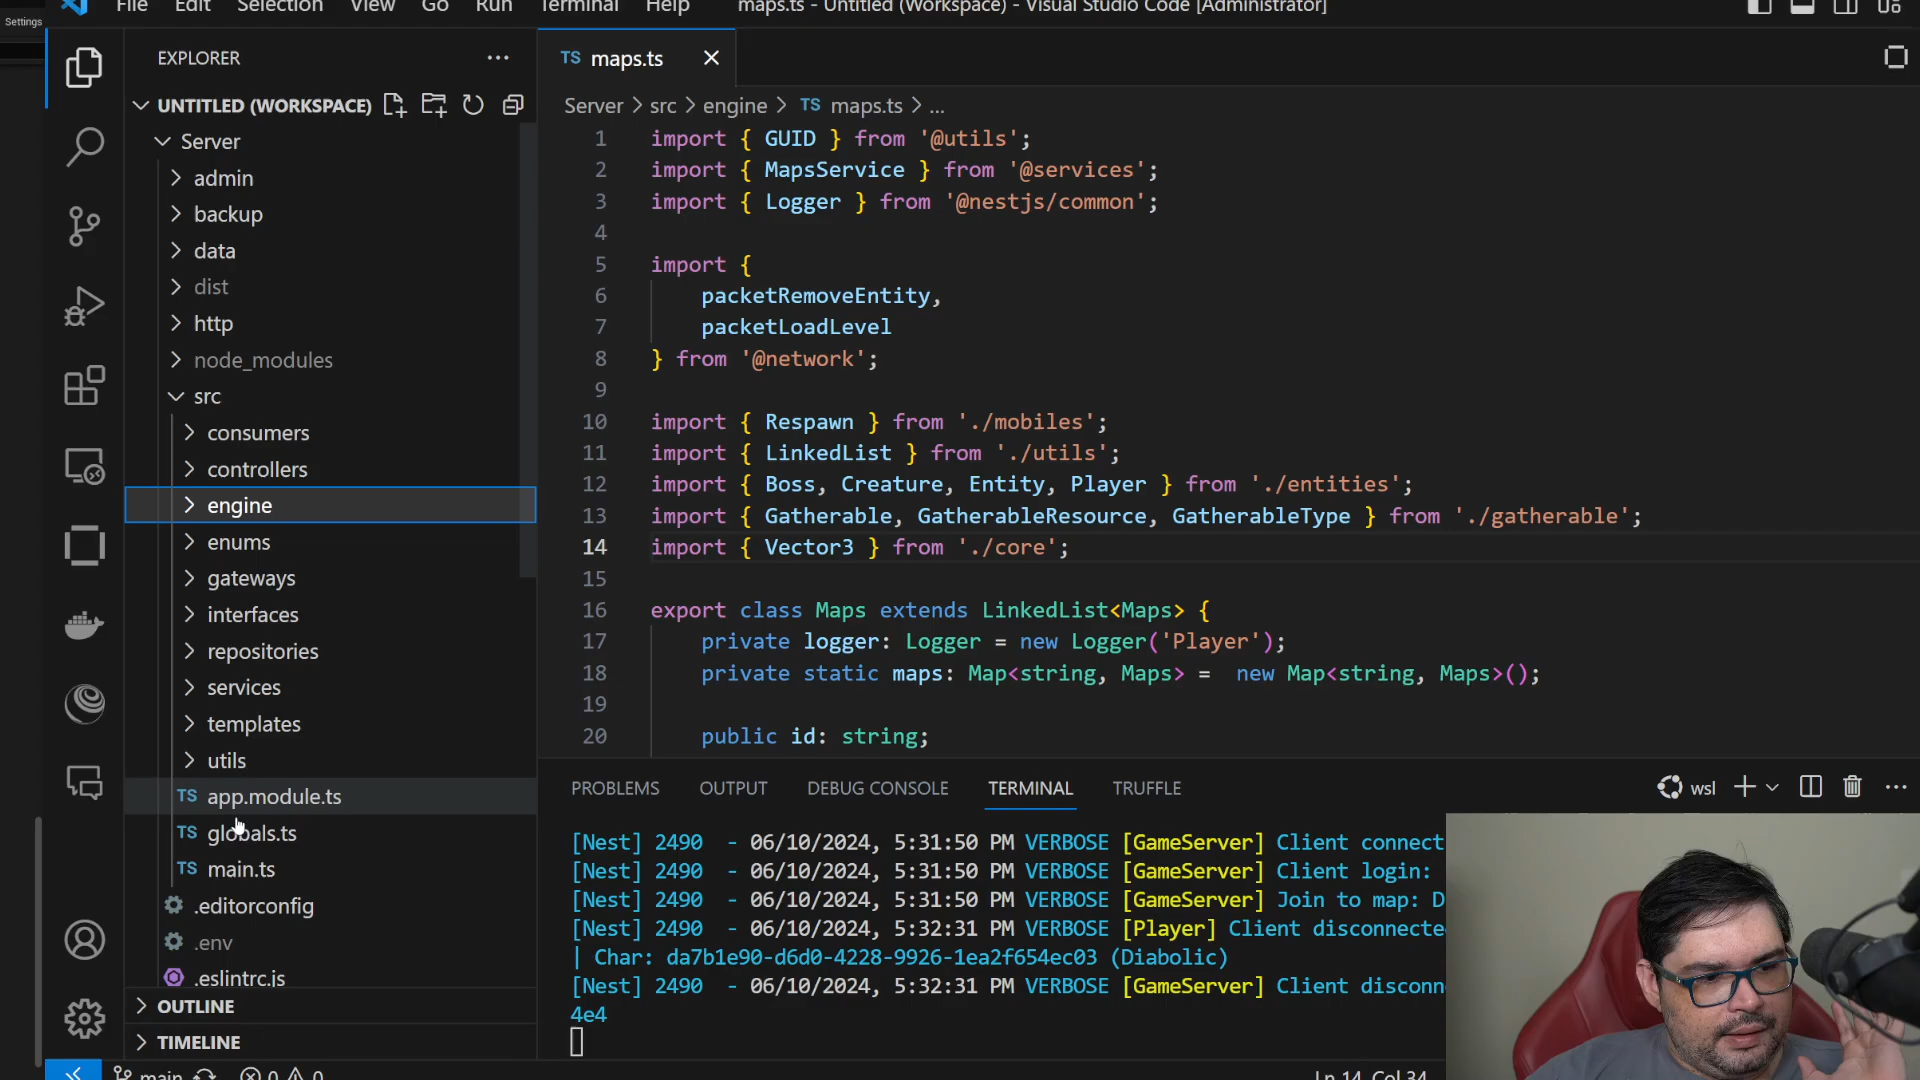 Settings
File Edit Selection View Go Run Terminal Help maps.ts - Untitled (Workspace) - Visual Studio Code [Administrator]
EXPLORER
UNTITLED (WORKSPACE)
Server
admin
backup
data
dist
http
node_modules
src
consumers
controllers
engine
enums
gateways
interfaces
repositories
services
templates
utils
TS app.module.ts
TS globals.ts
TS main.ts
.editorconfig
.env
.eslintrc.js
OUTLINE
TIMELINE
TS maps.ts
Server > src > engine > TS maps.ts > ...
1 import { GUID } from '@utils';
2 import { MapsService } from '@services';
3 import { Logger } from '@nestjs/common';
4
5 import {
6 packetRemoveEntity,
7 packetLoadLevel
8 } from '@network';
9
10 import { Respawn } from './mobiles';
11 import { LinkedList } from './utils';
12 import { Boss, Creature, Entity, Player } from './entities';
13 import { Gatherable, GatherableResource, GatherableType } from './gatherable';
14 import { Vector3 } from './core';
15
16 export class Maps extends LinkedList<Maps> {
17 private logger: Logger = new Logger('Player');
18 private static maps: Map<string, Maps> = new Map<string, Maps>();
19
20 public id: string;
PROBLEMS OUTPUT DEBUG CONSOLE TERMINAL TRUFFLE wsl
[Nest] 2490 - 06/10/2024, 5:31:50 PM VERBOSE [GameServer] Client connect
[Nest] 2490 - 06/10/2024, 5:31:50 PM VERBOSE [GameServer] Client login:
[Nest] 2490 - 06/10/2024, 5:31:50 PM VERBOSE [GameServer] Join to map: D
[Nest] 2490 - 06/10/2024, 5:32:31 PM VERBOSE [Player] Client disconnecte
| Char: da7b1e90-d6d0-4228-9926-1ea2f654ec03 (Diabolic)
[Nest] 2490 - 06/10/2024, 5:32:31 PM VERBOSE [GameServer] Client disconn
4e4
main 0 0 Ln 14, Col 34